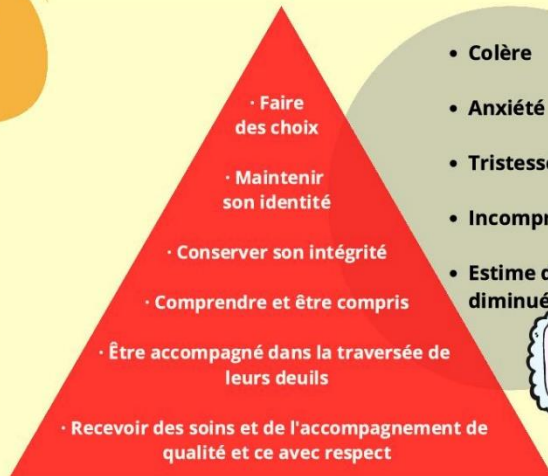 · Faire
des choix
· Maintenir
son identité
· Conserver son intégrité
· Comprendre et être compris
· Être accompagné dans la traversée de
leurs deuils
· Recevoir des soins et de l'accompagnement de
qualité et ce avec respect
• Colère
• Anxiété
•
•
• Estime